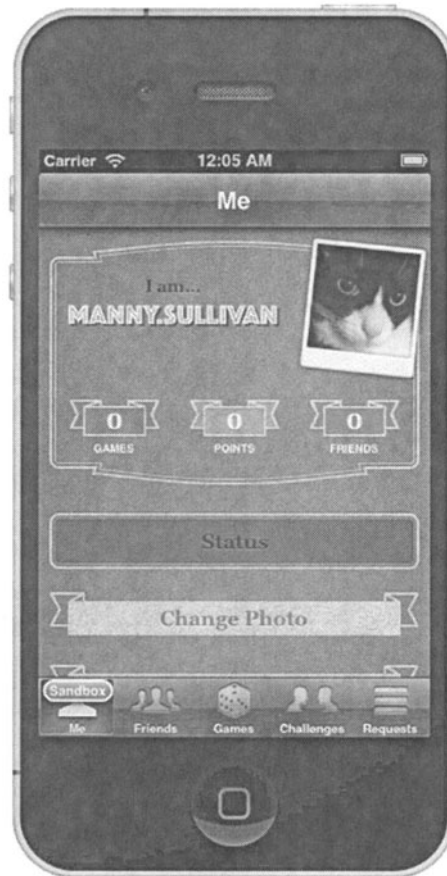 Carrier 12:05 AM
Me
I am...
MANNY.SULLIVAN
0 0 0
GAMES POINTS FRIENDS
Status
Change Photo
Sandbox
Me Friends Games Challenges Requests